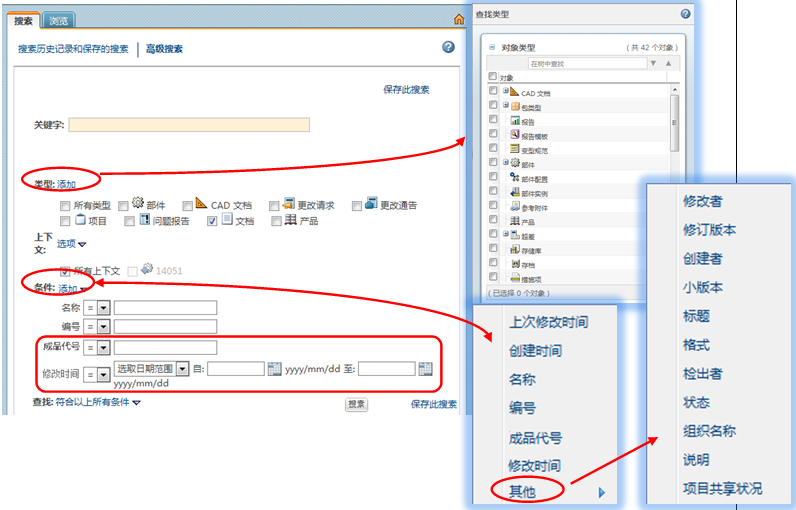 搜索 浏览
搜索历史记录和保存的搜索 高级搜索
保存此搜索
关键字:
类型: 添加
所有类型 部件 CAD 文档 更改请求 更改通告
项目 问题报告 文档 产品
上下文: 选项
所有上下文 14051
条件: 添加
名称 =
编号 =
成品代号 =
修改时间 = 选取日期范围 自: yyyy/mm/dd 至:
yyyy/mm/dd
查找: 符合以上所有条件 搜索 保存此搜索
查找类型
对象类型 (共 42 个对象)
在树中查找
对象
CAD 文档
包类型
报告
报告模板
变型规范
部件
部件配置
部件实例
参考附件
产品
超差
存储库
存档
措施项
(已选择 0 个对象)
上次修改时间
创建时间
名称
编号
成品代号
修改时间
其他
修改者
修订版本
创建者
小版本
标题
格式
检出者
状态
组织名称
说明
项目共享状况